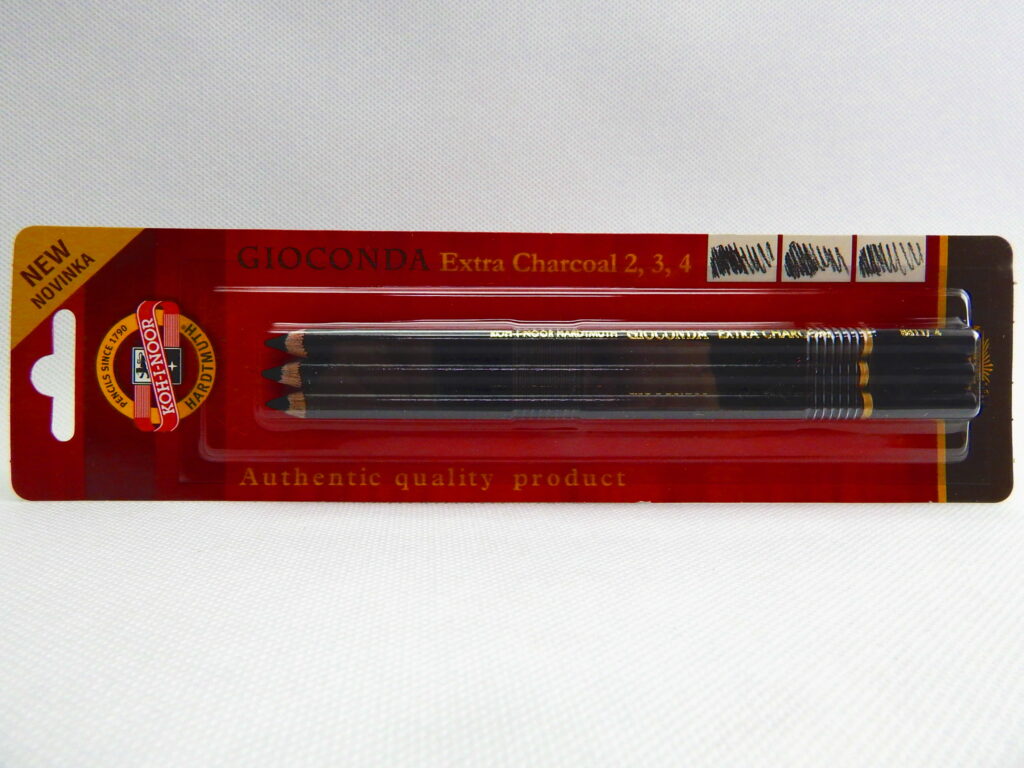 NEW
NOVINKA
GIOCONDA Extra Charcoal 2, 3, 4
PENCILS SINCE 1790
KOH-I-NOOR
HARDTMUTH®
KOH-I-NOOR HARDTMUTH GIOCONDA EXTRA CHARCOAL
Authentic quality product